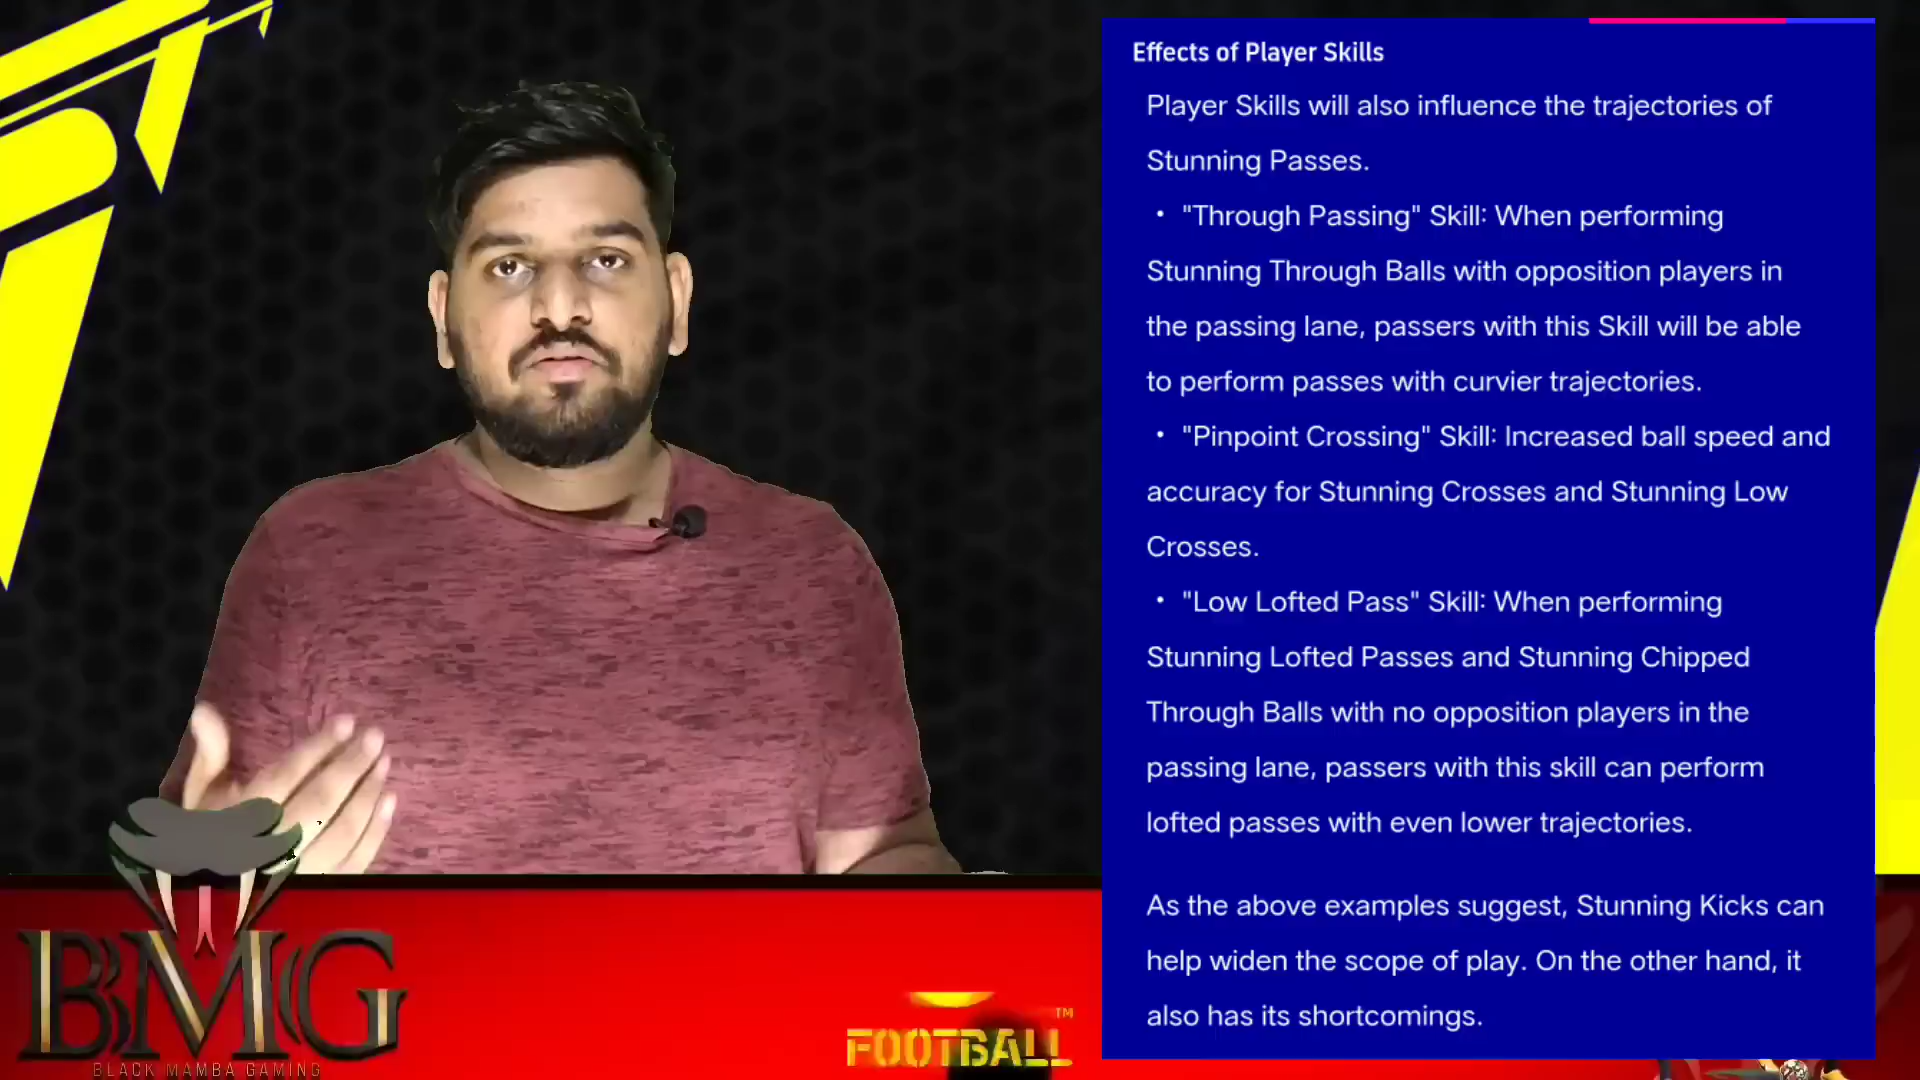 Effects of Player Skills
Player Skills will also influence the trajectories of
Stunning Passes.
• "Through Passing" Skill: When performing
Stunning Through Balls with opposition players in
the passing lane, passers with this Skill will be able
to perform passes with curvier trajectories.
• "Pinpoint Crossing" Skill: Increased ball speed and
accuracy for Stunning Crosses and Stunning Low
Crosses.
• "Low Lofted Pass" Skill: When performing
Stunning Lofted Passes and Stunning Chipped
Through Balls with no opposition players in the
passing lane, passers with this skill can perform
lofted passes with even lower trajectories.
As the above examples suggest, Stunning Kicks can
help widen the scope of play. On the other hand, it
also has its shortcomings.
BMG
BLACK MAMBA GAMING
FOOTBALL™